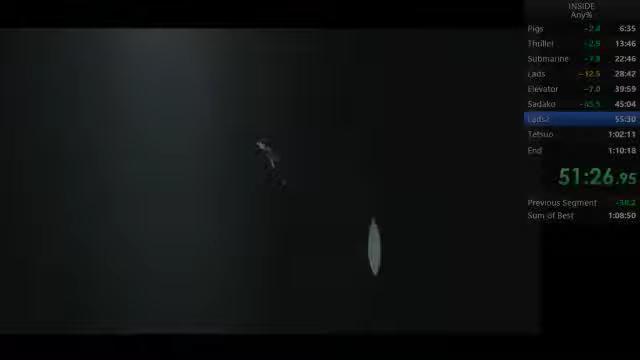 INSIDE
Any%
Pigs -2.4 6:35
Thriller -2.9 13:46
Submarine -7.8 22:46
Lads -12.5 28:42
Elevator -7.0 39:59
Sadako 45:04
Lads2 55:30
Tetsuo 1:02:11
End 1:10:18
51:26.95
Previous Segment -38.2
Sum of Best 1:08:50